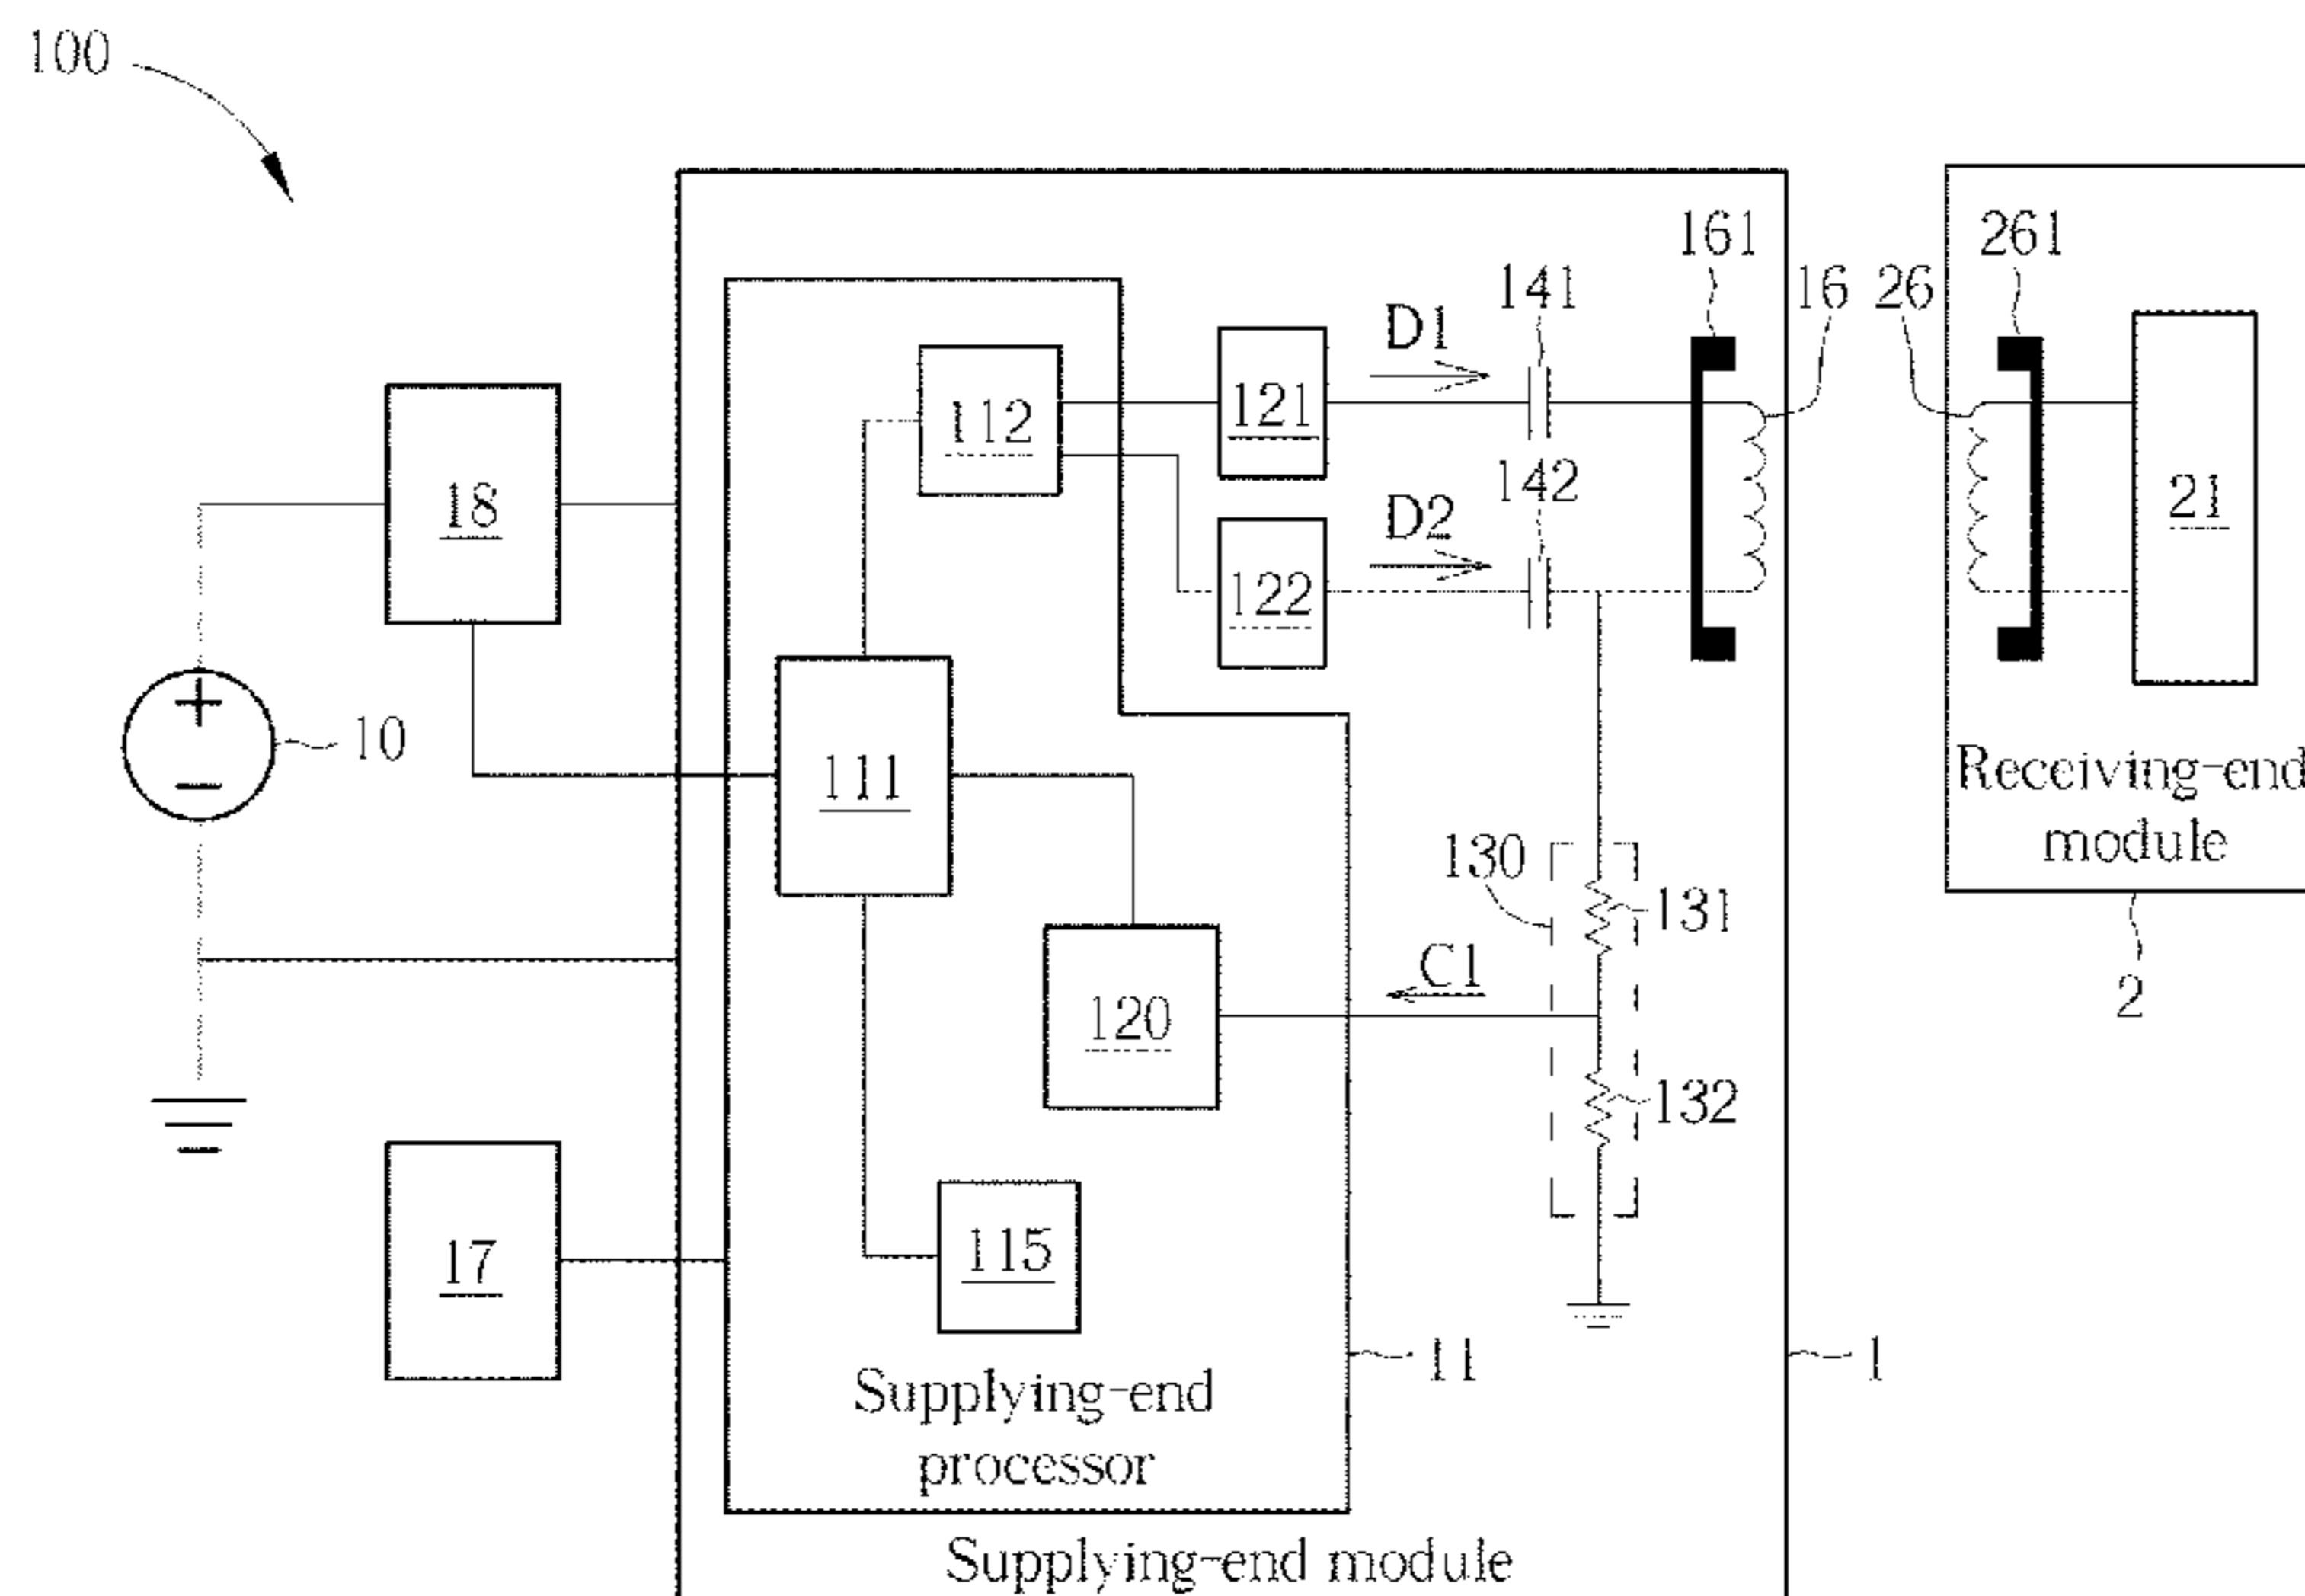 100
161
261
141
16
26
D1
121
112
142
18
D2
21
122
10
111
Receiving-end
module
130
131
C1
120
2
132
115
17
11
1
Supplying-end
processor
Supplying-end module